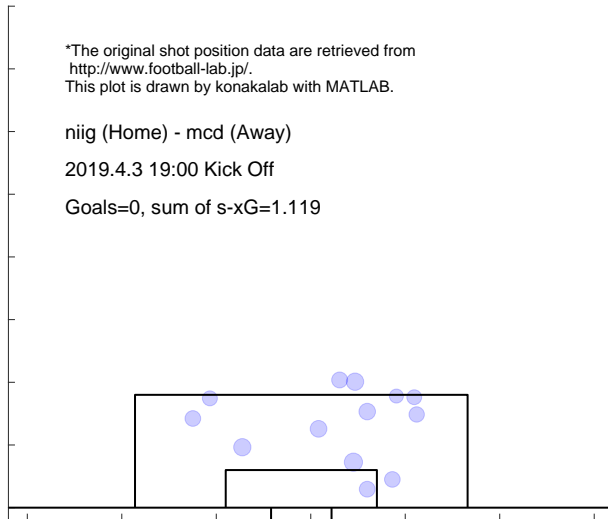 *The original shot position data are retrieved from
http://www.football-lab.jp/.
This plot is drawn by konakalab with MATLAB.
niig (Home) - mcd (Away)
2019.4.3 19:00 Kick Off
Goals=0, sum of s-xG=1.119